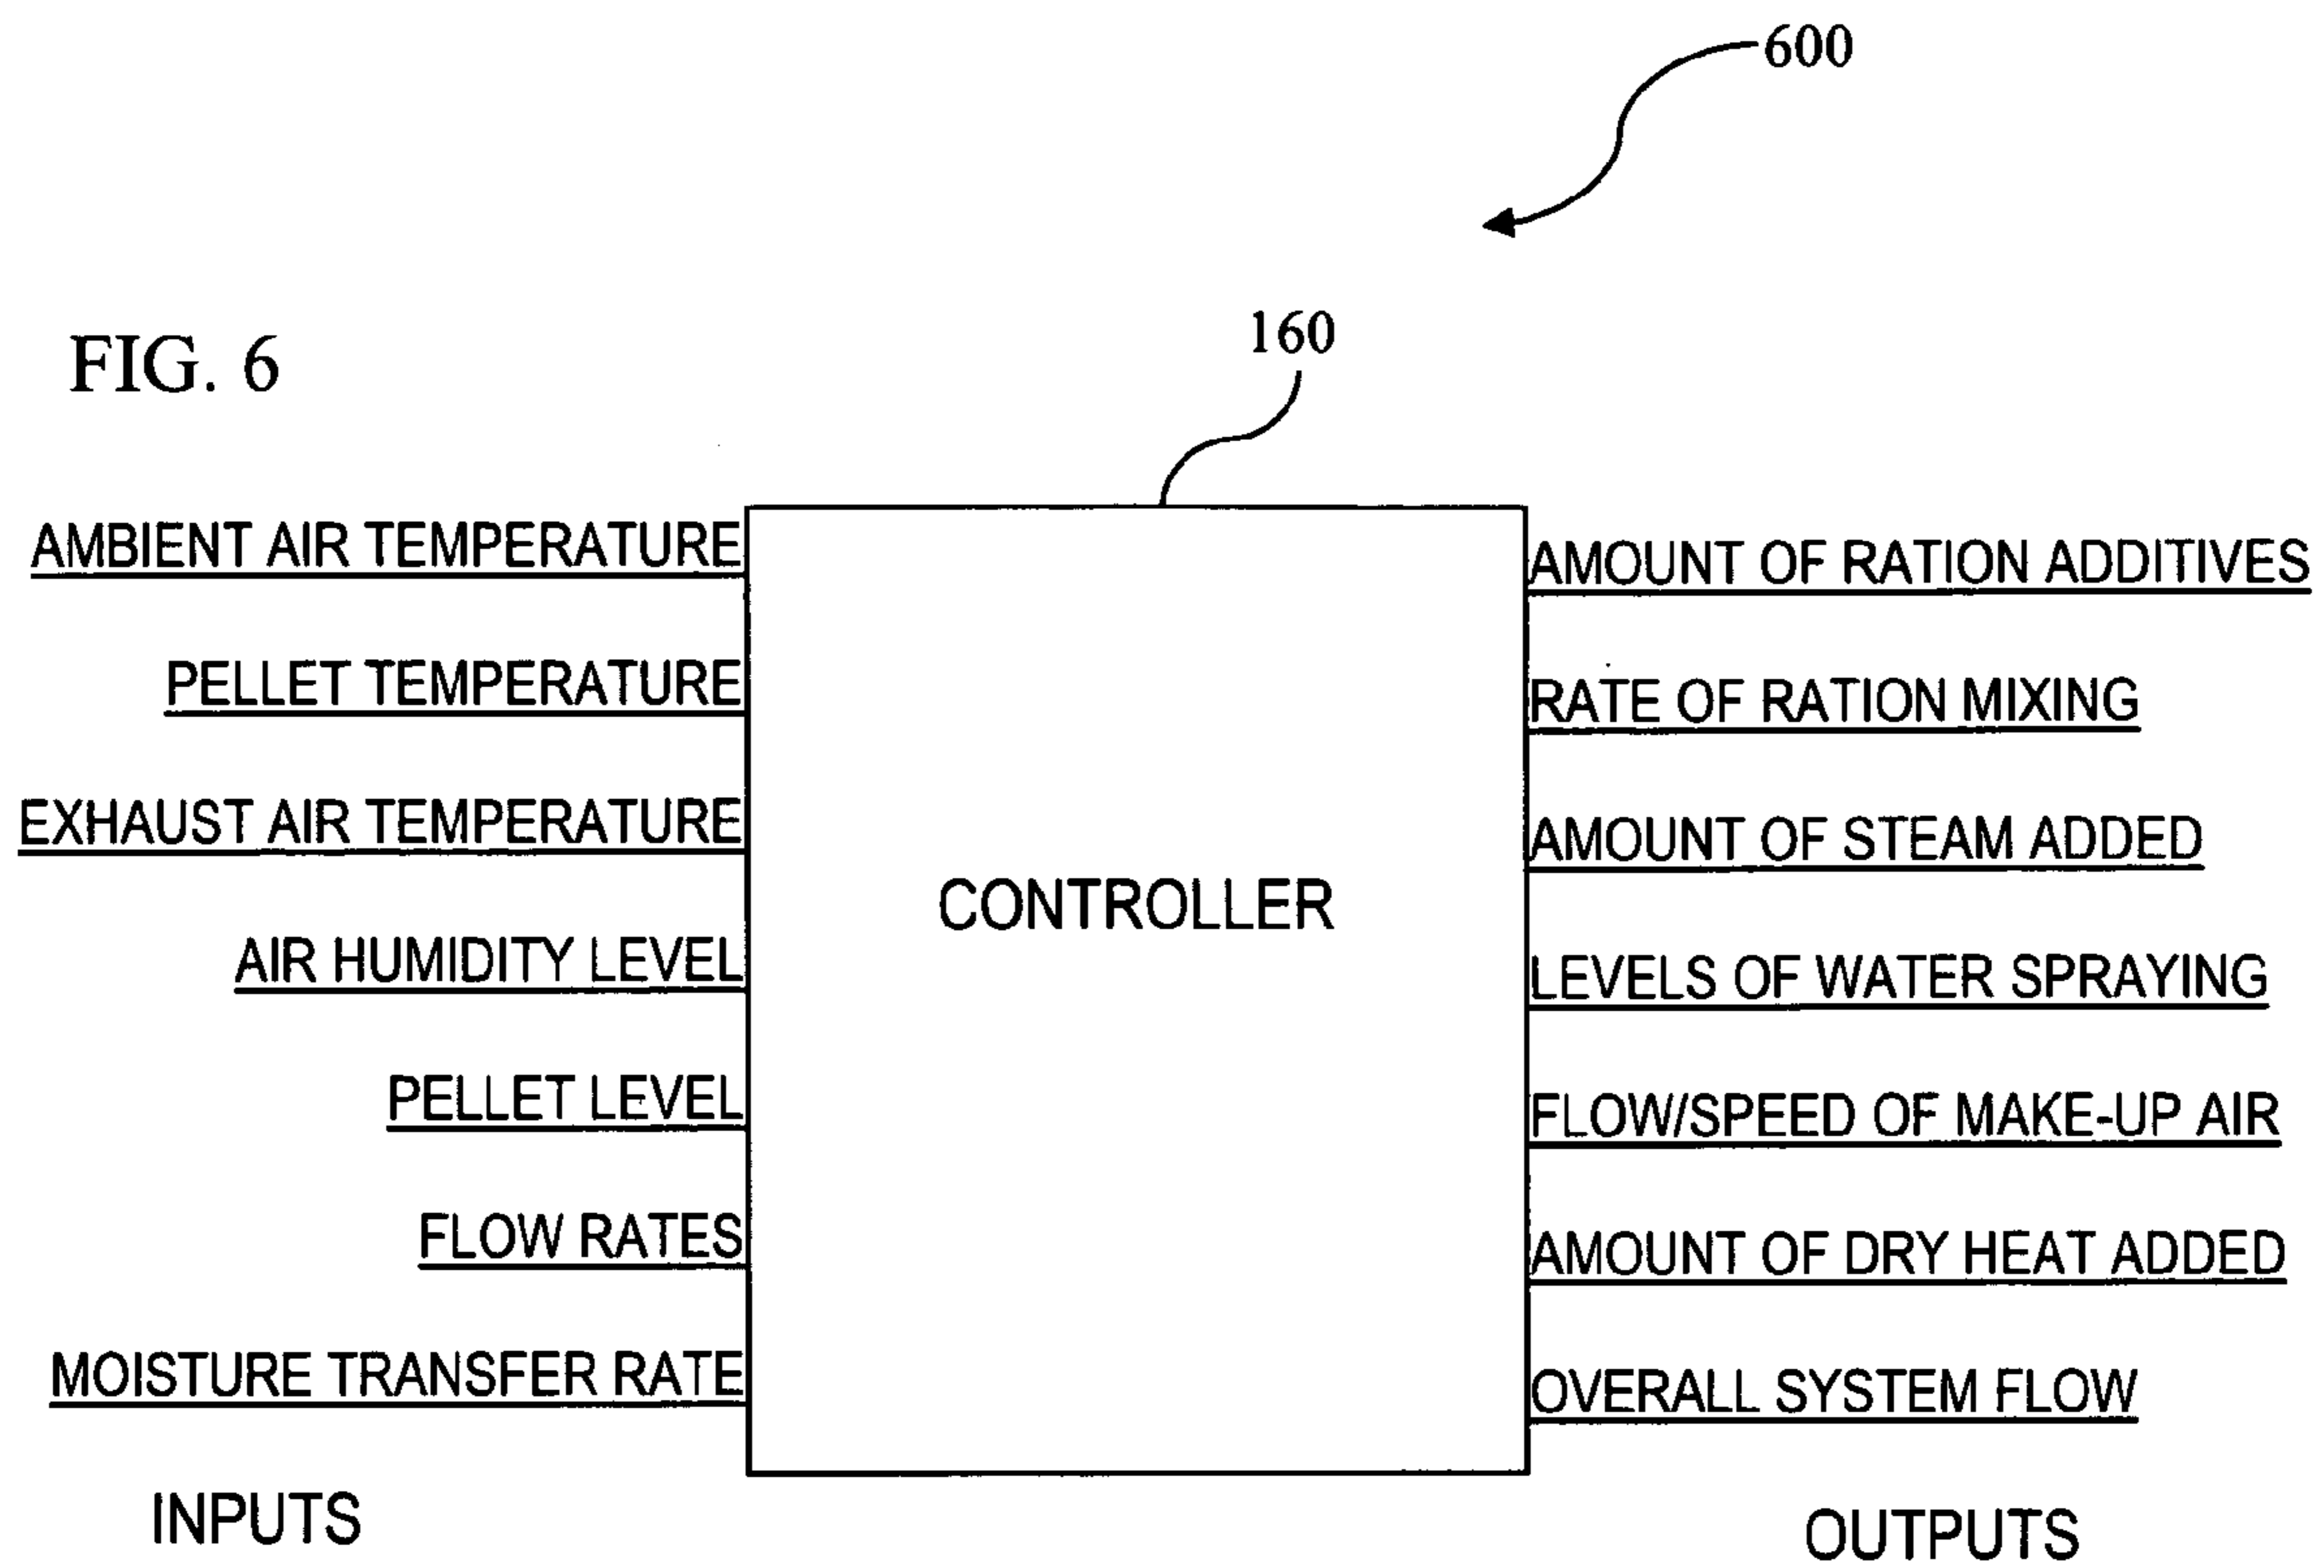 600
160
FIG. 6
AMBIENT AIR TEMPERATURE
PELLET TEMPERATURE
EXHAUST AIR TEMPERATURE
AIR HUMIDITY LEVEL
PELLET LEVEL
FLOW RATES
MOISTURE TRANSFER RATE
INPUTS
CONTROLLER
AMOUNT OF RATION ADDITIVES
RATE OF RATION MIXING
AMOUNT OF STEAM ADDED
LEVELS OF WATER SPRAYING
FLOW/SPEED OF MAKE-UP AIR
AMOUNT OF DRY HEAT ADDED
OVERALL SYSTEM FLOW
OUTPUTS